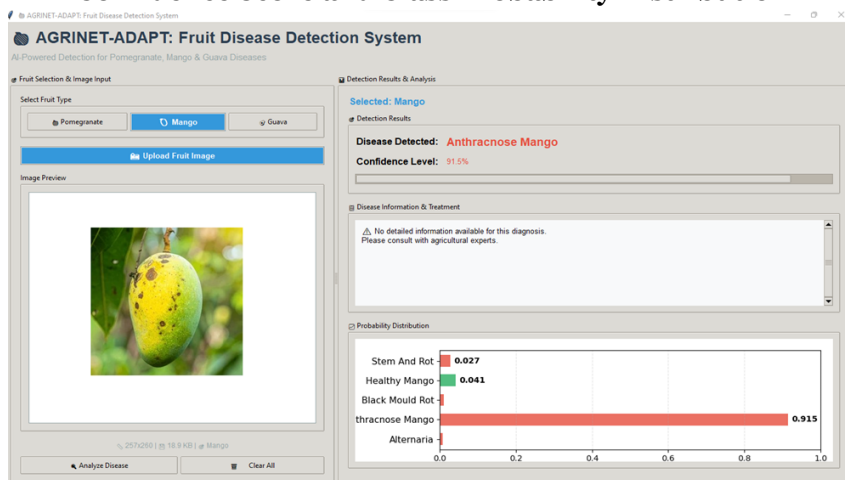 AGRINET-ADAPT: Fruit Disease Detection System
AGRINET-ADAPT: Fruit Disease Detection System
AI-Powered Detection for Pomegranate, Mango & Guava Diseases
Fruit Selection & Image Input
Select Fruit Type
Pomegranate
Mango
Guava
Upload Fruit Image
Image Preview
257x260 | 16.9 KB | Mango
Analyze Disease
Clear All
Detection Results & Analysis
Selected: Mango
Detection Results
Disease Detected: Anthracnose Mango
Confidence Level: 91.5%
Disease Information & Treatment
⚠ No detailed information available for this diagnosis.
Please consult with agricultural experts.
Probability Distribution
Stem And Rot 0.027
Healthy Mango 0.041
Black Mould Rot
thracnose Mango 0.915
Alternaria
0.0 0.2 0.4 0.6 0.8 1.0